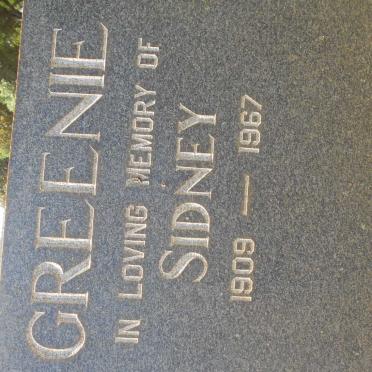 GREENIE
IN LOVING MEMORY OF
SIDNEY
1909 — 1967